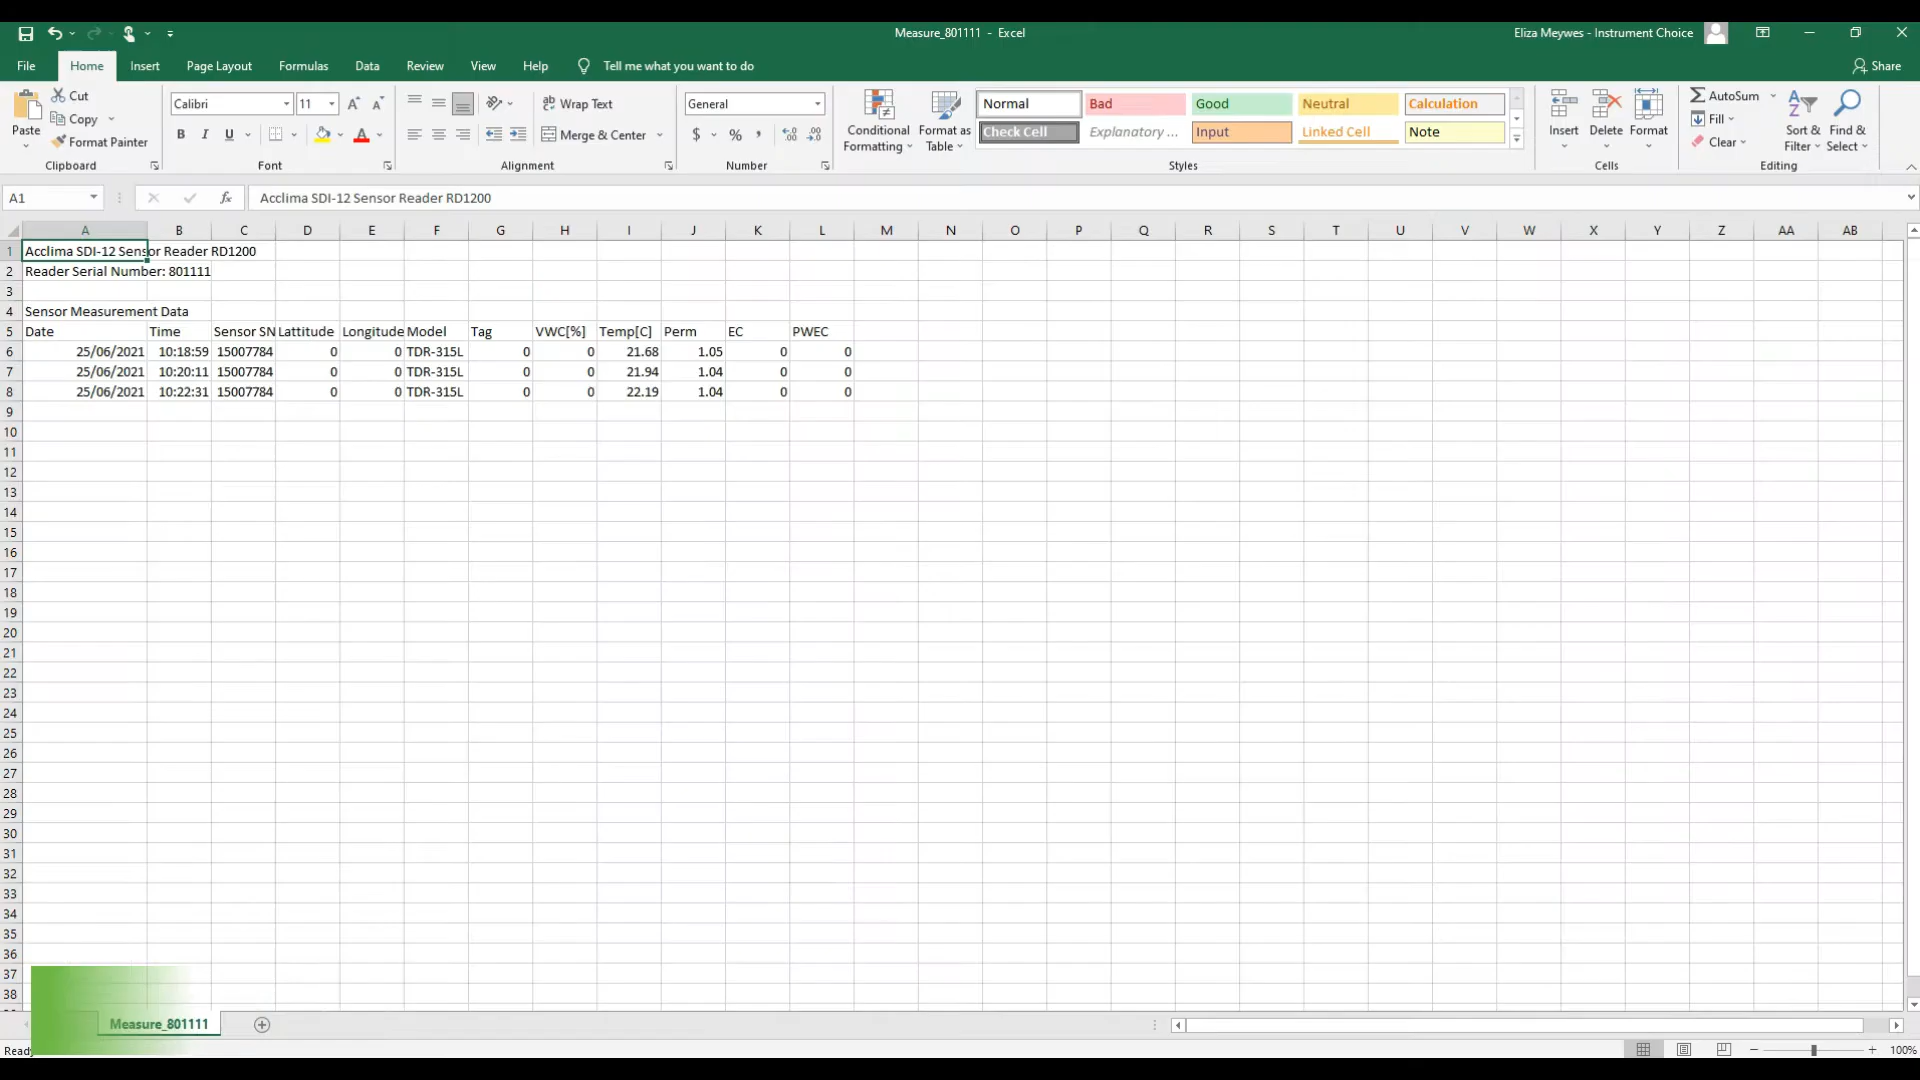 Measure_801111 - Excel
Eliza Meywes - Instrument Choice
File Home Insert Page Layout Formulas Data Review View Help Tell me what you want to do Share
Paste
Cut
Copy
Format Painter
Clipboard
Calibri 11
B I U
Font
Wrap Text
Merge & Center
Alignment
General
$ % ,
Number
Conditional Formatting
Format as Table
Normal Bad Good Neutral Calculation
Check Cell Explanatory ... Input Linked Cell Note
Styles
Insert Delete Format
Cells
AutoSum
Fill
Clear
Sort & Filter
Find & Select
Editing
A1 fx Acclima SDI-12 Sensor Reader RD1200
A B C D E F G H I J K L M N O P Q R S T U V W X Y Z AA AB
1 Acclima SDI-12 Sensor Reader RD1200
2 Reader Serial Number: 801111
3
4 Sensor Measurement Data
5 Date Time Sensor SN Lattitude Longitude Model Tag VWC[%] Temp[C] Perm EC PWEC
6 25/06/2021 10:18:59 15007784 0 0 TDR-315L 0 0 21.68 1.05 0 0
7 25/06/2021 10:20:11 15007784 0 0 TDR-315L 0 0 21.94 1.04 0 0
8 25/06/2021 10:22:31 15007784 0 0 TDR-315L 0 0 22.19 1.04 0 0
9
10
11
12
13
14
15
16
17
18
19
20
21
22
23
24
25
26
27
28
29
30
31
32
33
34
35
36
37
38
Measure_801111
Ready
100%